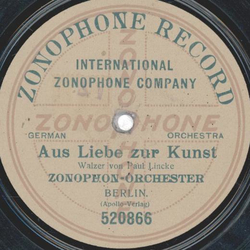 ZONOPHONE RECORD
INTERNATIONAL
ZONOPHONE COMPANY
ZONOPHONE
GERMAN ORCHESTRA
Aus Liebe zur Kunst
Walzer von Paul Lincke
ZONOPHON-ORCHESTER
BERLIN.
(Apollo Verlag)
520866